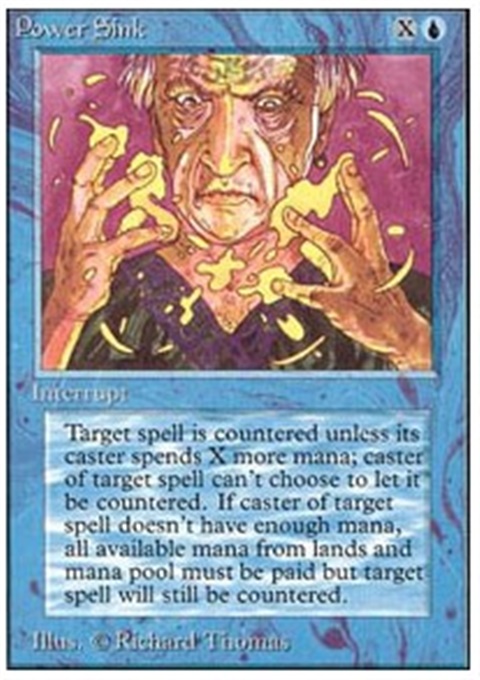 Power Sink X
Interrupt
Target spell is countered unless its
caster spends X more mana; caster
of target spell can't choose to let it
be countered. If caster of target
spell doesn't have enough mana,
all available mana from lands and
mana pool must be paid but target
spell will still be countered.
Illus. © Richard Thomas